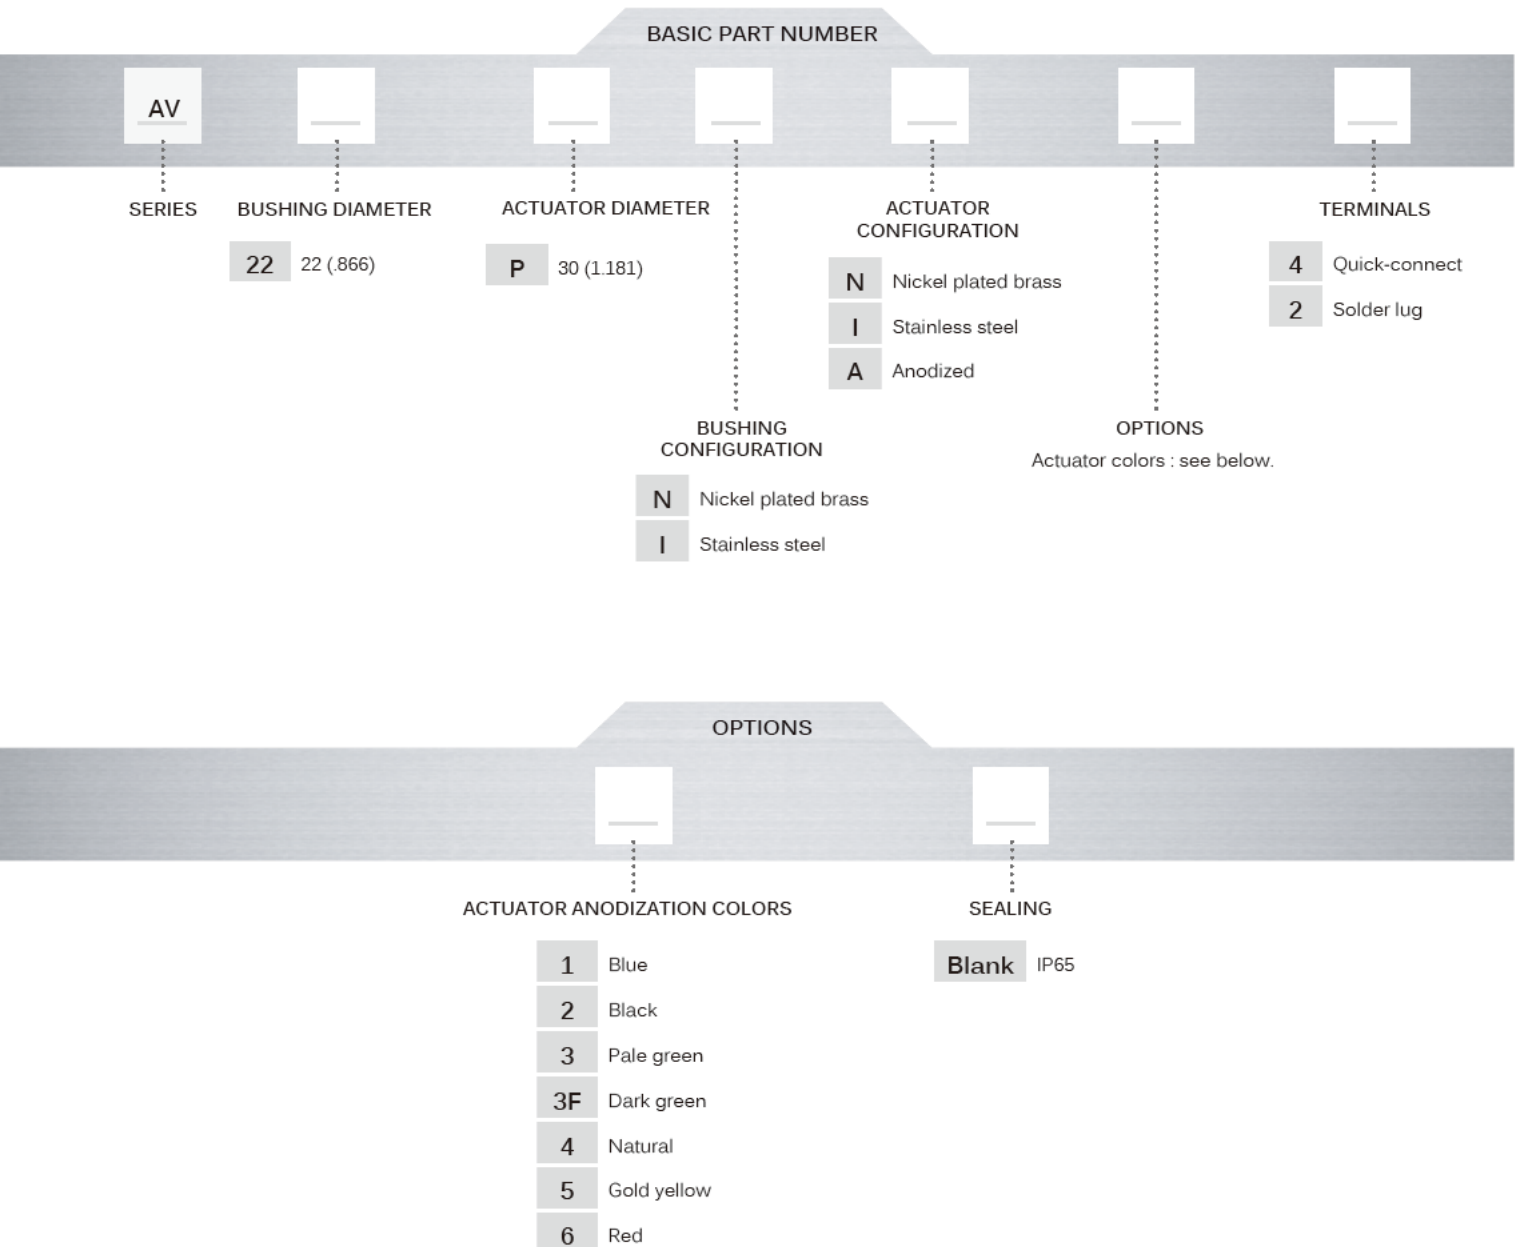 BASIC PART NUMBER
AV
SERIES
BUSHING DIAMETER
22 22 (.866)
ACTUATOR DIAMETER
P 30 (1.181)
BUSHING
CONFIGURATION
N Nickel plated brass
I Stainless steel
ACTUATOR
CONFIGURATION
N Nickel plated brass
I Stainless steel
A Anodized
OPTIONS
Actuator colors : see below.
TERMINALS
4 Quick-connect
2 Solder lug
OPTIONS
ACTUATOR ANODIZATION COLORS
1 Blue
2 Black
3 Pale green
3F Dark green
4 Natural
5 Gold yellow
6 Red
SEALING
Blank IP65